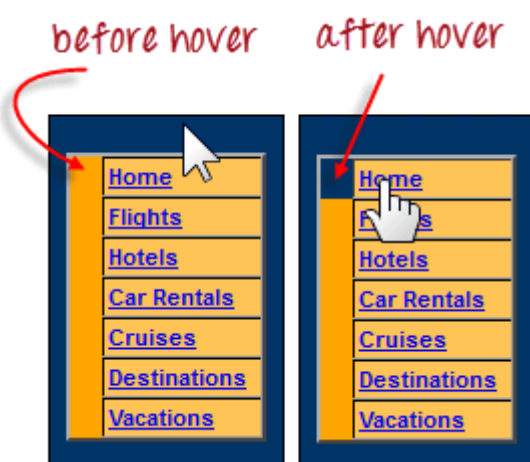 before hover
after hover
Home
Flights
Hotels
Car Rentals
Cruises
Destinations
Vacations
Home
Hotels
Car Rentals
Cruises
Destinations
Vacations